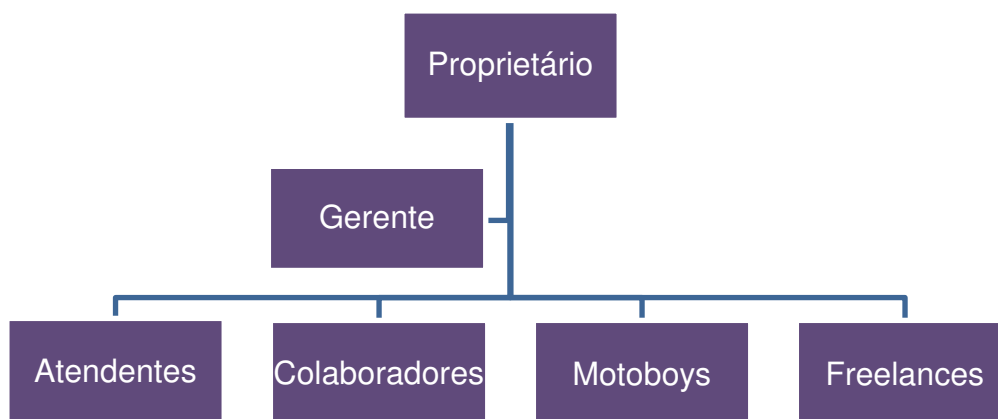 Proprietário
Gerente
Atendentes
Colaboradores
Motoboys
Freelances